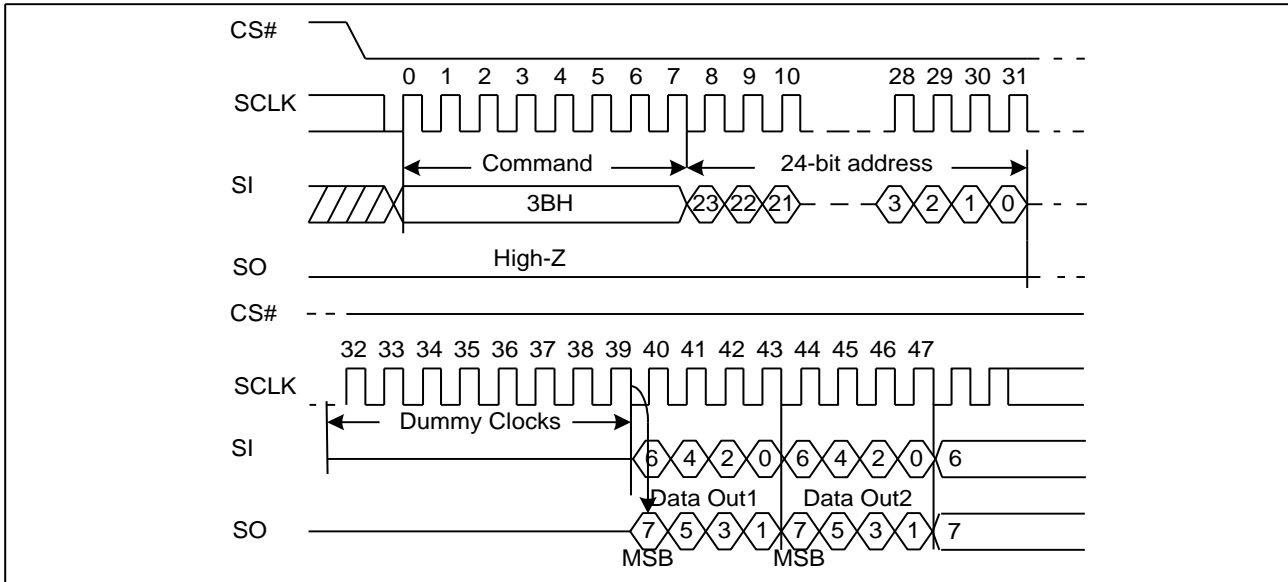 CS#
0 1 2 3 4 5 6 7 8 9 10 28 29 30 31
SCLK
Command 24-bit address
SI
3BH 23 22 21 3 2 1 0
High-Z
SO
CS#
32 33 34 35 36 37 38 39 40 41 42 43 44 45 46 47
SCLK
Dummy Clocks
SI
6 4 2 0 6 4 2 0 6
Data Out1 Data Out2
SO 7 5 3 1 7 5 3 1 7
MSB MSB